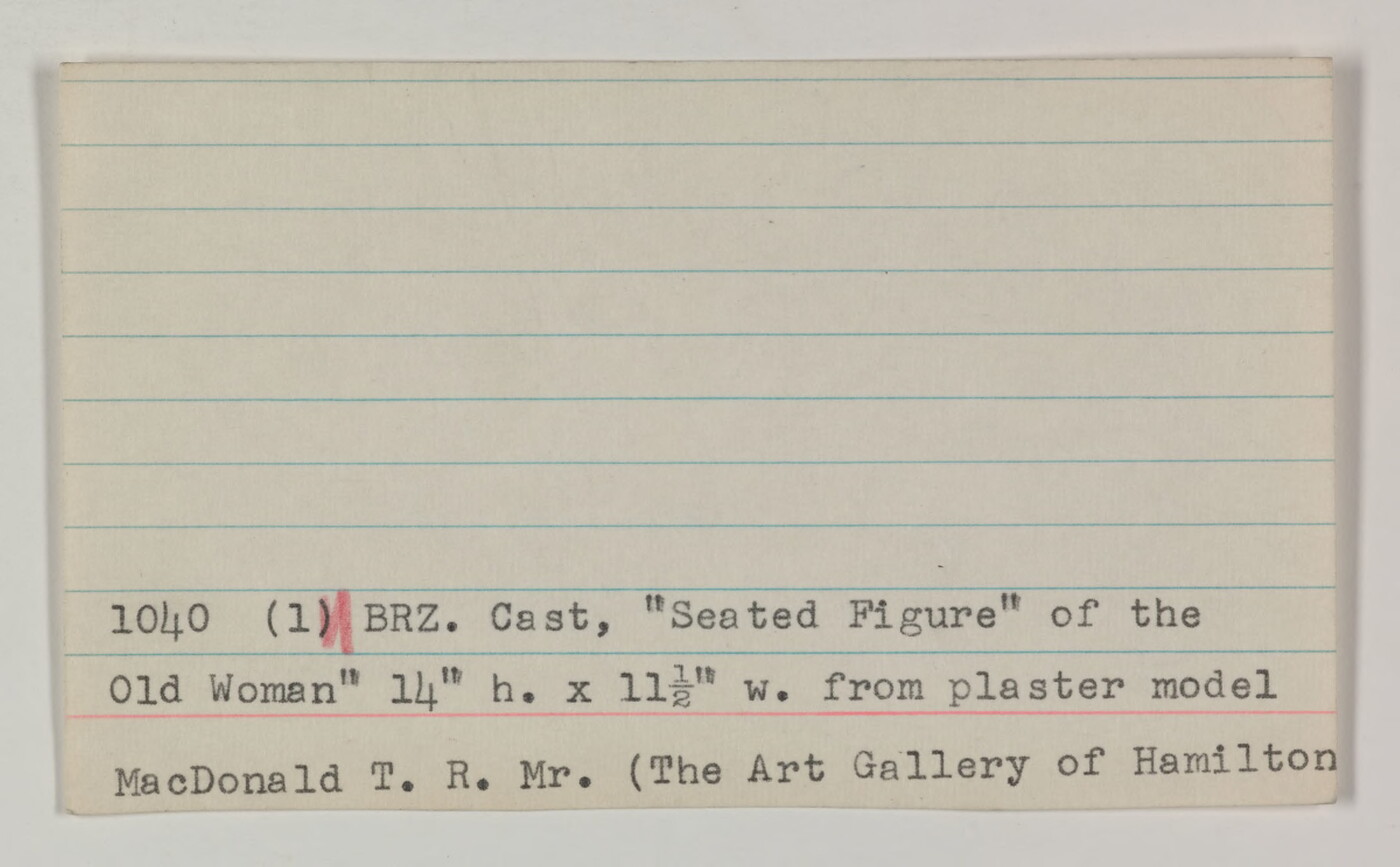 1040 (1) BRZ. Cast, "Seated Figure" of the
Old Woman" 14" h. x 11½" w. from plaster model
MacDonald T. R. Mr. (The Art Gallery of Hamilton